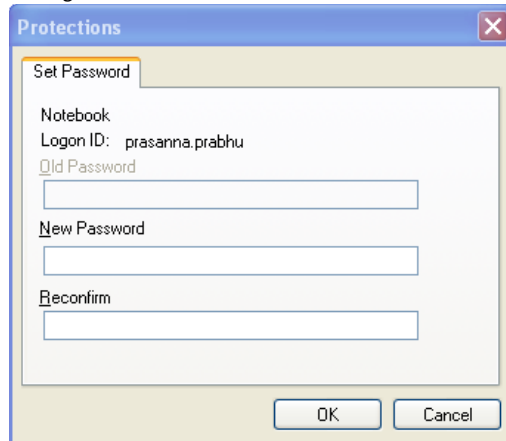 Protections
Set Password
Notebook
Logon ID: prasanna.prabhu
Old Password
New Password
Reconfirm
OK Cancel